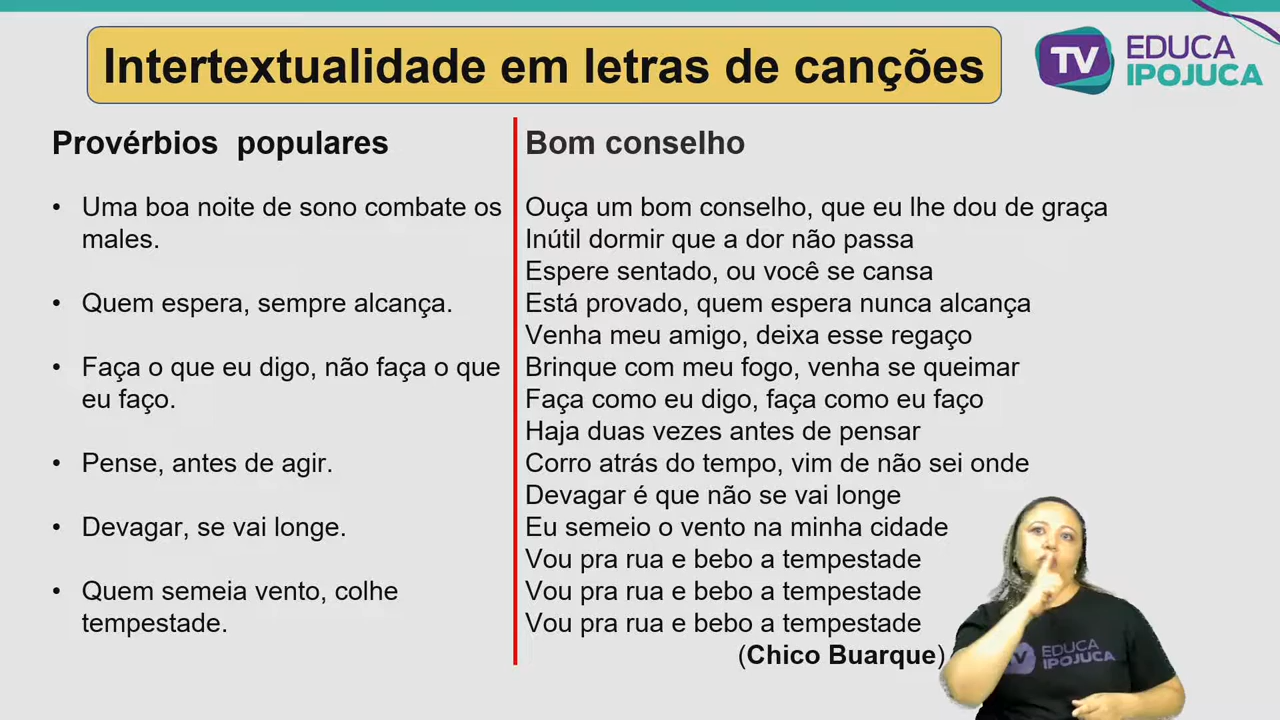 Intertextualidade em letras de canções
TV EDUCA
IPOJUCA
Provérbios populares
• Uma boa noite de sono combate os
males.
• Quem espera, sempre alcança.
• Faça o que eu digo, não faça o que
eu faço.
• Pense, antes de agir.
• Devagar, se vai longe.
• Quem semeia vento, colhe
tempestade.
Bom conselho
Ouça um bom conselho, que eu lhe dou de graça
Inútil dormir que a dor não passa
Espere sentado, ou você se cansa
Está provado, quem espera nunca alcança
Venha meu amigo, deixa esse regaço
Brinque com meu fogo, venha se queimar
Faça como eu digo, faça como eu faço
Haja duas vezes antes de pensar
Corro atrás do tempo, vim de não sei onde
Devagar é que não se vai longe
Eu semeio o vento na minha cidade
Vou pra rua e bebo a tempestade
Vou pra rua e bebo a tempestade
Vou pra rua e bebo a tempestade
(Chico Buarque)
TV EDUCA
IPOJUCA